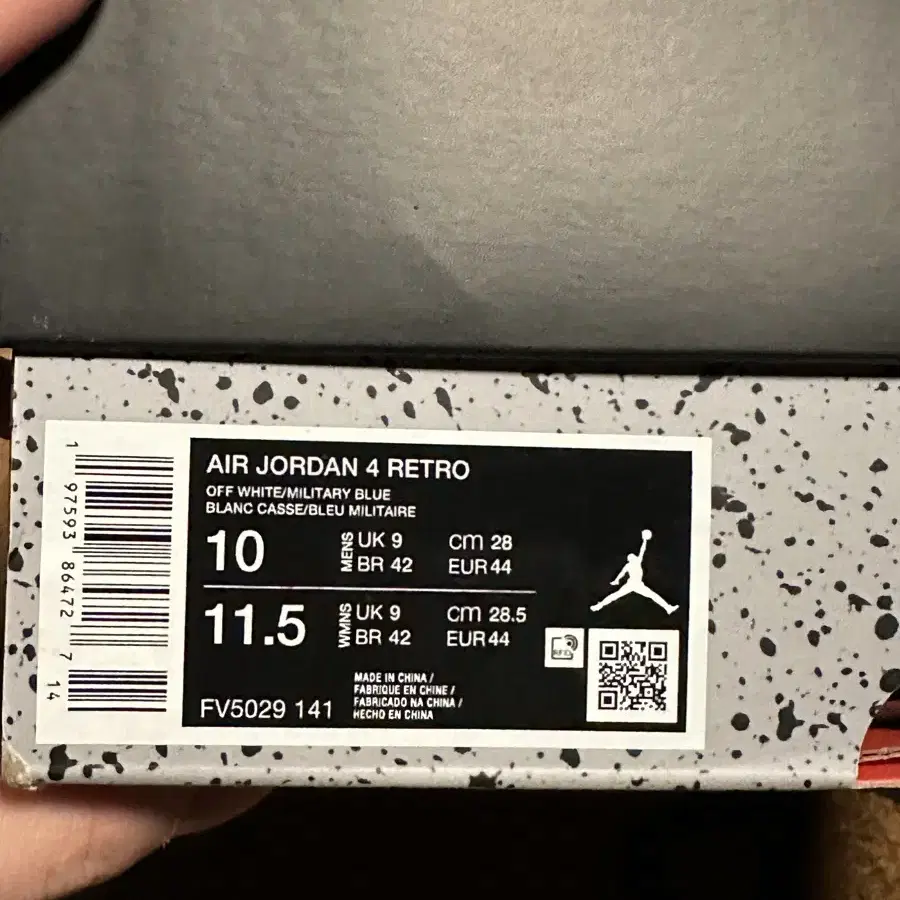 AIR JORDAN 4 RETRO
OFF WHITE/MILITARY BLUE
BLANC CASSE/BLEU MILITAIRE
10 MENS UK 9 cm 28
BR 42 EUR 44
11.5 WMNS UK 9 cm 28.5
BR 42 EUR 44
RFID
FV5029 141
MADE IN CHINA /
FABRIQUE EN CHINE /
FABRICADO NA CHINA /
HECHO EN CHINA
1 97593 86472 7 14